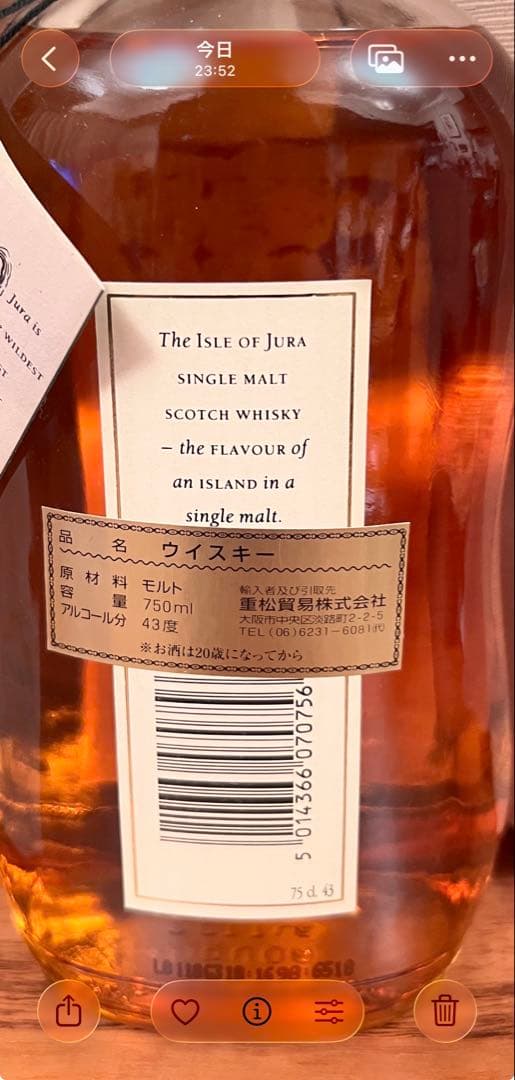 今日
23:52
Jura is
WILDEST
The ISLE OF JURA
SINGLE MALT
SCOTCH WHISKY
– the FLAVOUR of
an ISLAND in a
single malt.
品名 ウイスキー
原材料 モルト
容量 750ml
アルコール分 43度
輸入者及び引取先
重松貿易株式会社
大阪市中央区淡路町2-2-5
TEL(06)6231-6081㈹
※お酒は20歳になってから
5 014366 070756
75 cl. 43